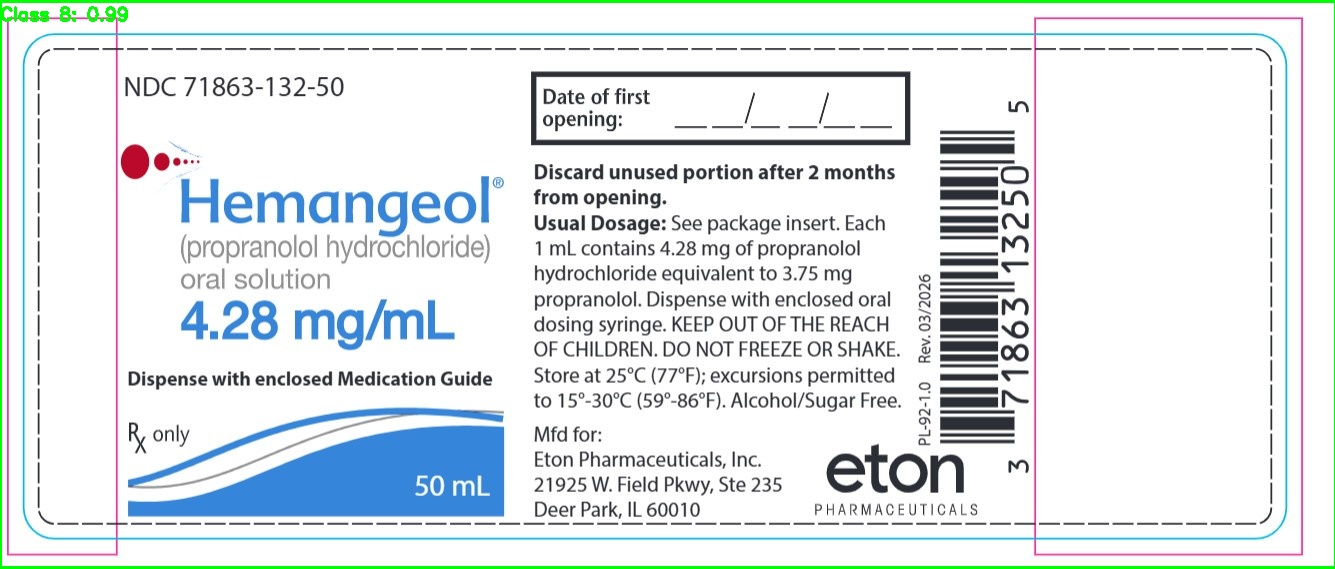 Class 8: 0.99
NDC 71863-132-50
Hemangeol®
(propranolol hydrochloride)
oral solution
4.28 mg/mL
Dispense with enclosed Medication Guide
Rx only
50 mL
Date of first
opening: __ __/__ __/__ __
Discard unused portion after 2 months
from opening.
Usual Dosage: See package insert. Each
1 mL contains 4.28 mg of propranolol
hydrochloride equivalent to 3.75 mg
propranolol. Dispense with enclosed oral
dosing syringe. KEEP OUT OF THE REACH
OF CHILDREN. DO NOT FREEZE OR SHAKE.
Store at 25°C (77°F); excursions permitted
to 15°-30°C (59°-86°F). Alcohol/Sugar Free.
Mfd for:
Eton Pharmaceuticals, Inc.
21925 W. Field Pkwy, Ste 235
Deer Park, IL 60010
eton
PHARMACEUTICALS
PL-92-1.0 Rev. 03/2026
3 71863 13250 5